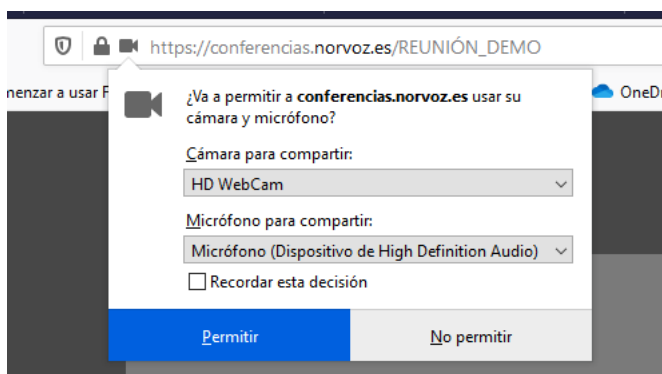 https://conferencias.norvoz.es/REUNIÓN_DEMO
menzar a usar F
OneDr
¿Va a permitir a conferencias.norvoz.es usar su
cámara y micrófono?
Cámara para compartir:
HD WebCam
Micrófono para compartir:
Micrófono (Dispositivo de High Definition Audio)
Recordar esta decisión
Permitir
No permitir